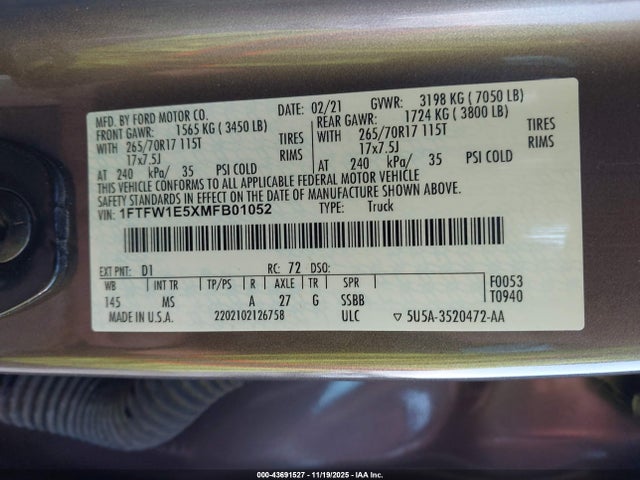 MFD. BY FORD MOTOR CO.
DATE: 02/21 GVWR: 3198 KG ( 7050 LB)
FRONT GAWR: 1565 KG ( 3450 LB)
REAR GAWR: 1724 KG ( 3800 LB)
WITH 265/70R17 115T TIRES
WITH 265/70R17 115T TIRES
17x7.5J RIMS
17x7.5J RIMS
AT 240 kPa/ 35 PSI COLD
AT 240 kPa/ 35 PSI COLD
THIS VEHICLE CONFORMS TO ALL APPLICABLE FEDERAL MOTOR VEHICLE
SAFETY STANDARDS IN EFFECT ON THE DATE OF MANUFACTURE SHOWN ABOVE.
VIN: 1FTFW1E5XMFB01052 TYPE: Truck
EXT PNT: D1 RC: 72 DSO:
WB INT TR TP/PS R AXLE TR SPR
145 MS A 27 G SSBB
F0053
T0940
MADE IN U.S.A. 2202102126758 ULC ▽ 5U5A-3520472-AA
000-43691527 - 11/19/2025 - IAA Inc.